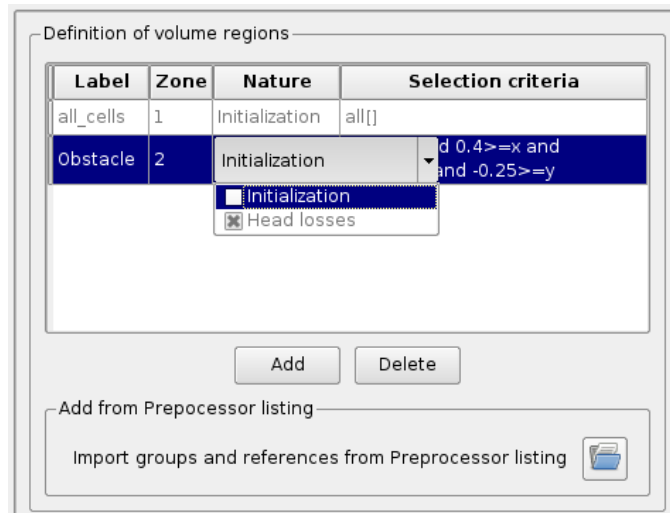 Definition of volume regions
Label Zone Nature Selection criteria
all_cells 1 Initialization all[]
Obstacle 2 Initialization d 0.4>=x and
and -0.25>=y
Initialization
Head losses
Add Delete
Add from Prepocessor listing
Import groups and references from Preprocessor listing